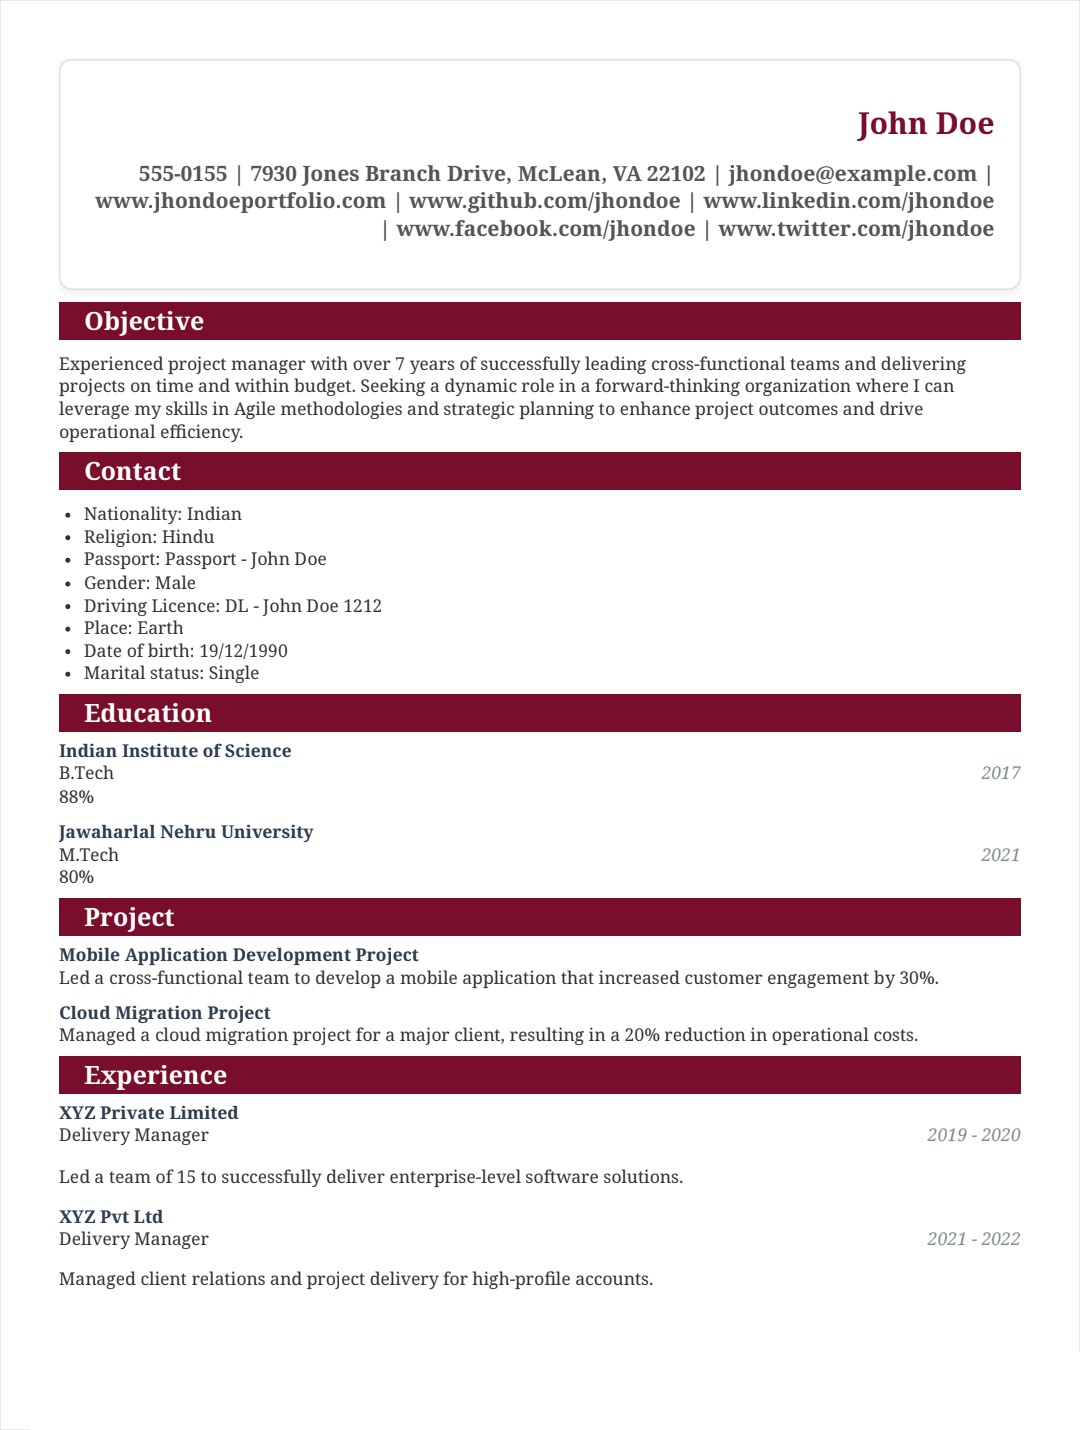 John Doe
555-0155 | 7930 Jones Branch Drive, McLean, VA 22102 | jhondoe@example.com |
www.jhondoeportfolio.com | www.github.com/jhondoe | www.linkedin.com/jhondoe
| www.facebook.com/jhondoe | www.twitter.com/jhondoe
Objective
Experienced project manager with over 7 years of successfully leading cross-functional teams and delivering
projects on time and within budget. Seeking a dynamic role in a forward-thinking organization where I can
leverage my skills in Agile methodologies and strategic planning to enhance project outcomes and drive
operational efficiency.
Contact
• Nationality: Indian
• Religion: Hindu
• Passport: Passport - John Doe
• Gender: Male
• Driving Licence: DL - John Doe 1212
• Place: Earth
• Date of birth: 19/12/1990
• Marital status: Single
Education
Indian Institute of Science
B.Tech 2017
88%
Jawaharlal Nehru University
M.Tech 2021
80%
Project
Mobile Application Development Project
Led a cross-functional team to develop a mobile application that increased customer engagement by 30%.
Cloud Migration Project
Managed a cloud migration project for a major client, resulting in a 20% reduction in operational costs.
Experience
XYZ Private Limited
Delivery Manager 2019 - 2020
Led a team of 15 to successfully deliver enterprise-level software solutions.
XYZ Pvt Ltd
Delivery Manager 2021 - 2022
Managed client relations and project delivery for high-profile accounts.